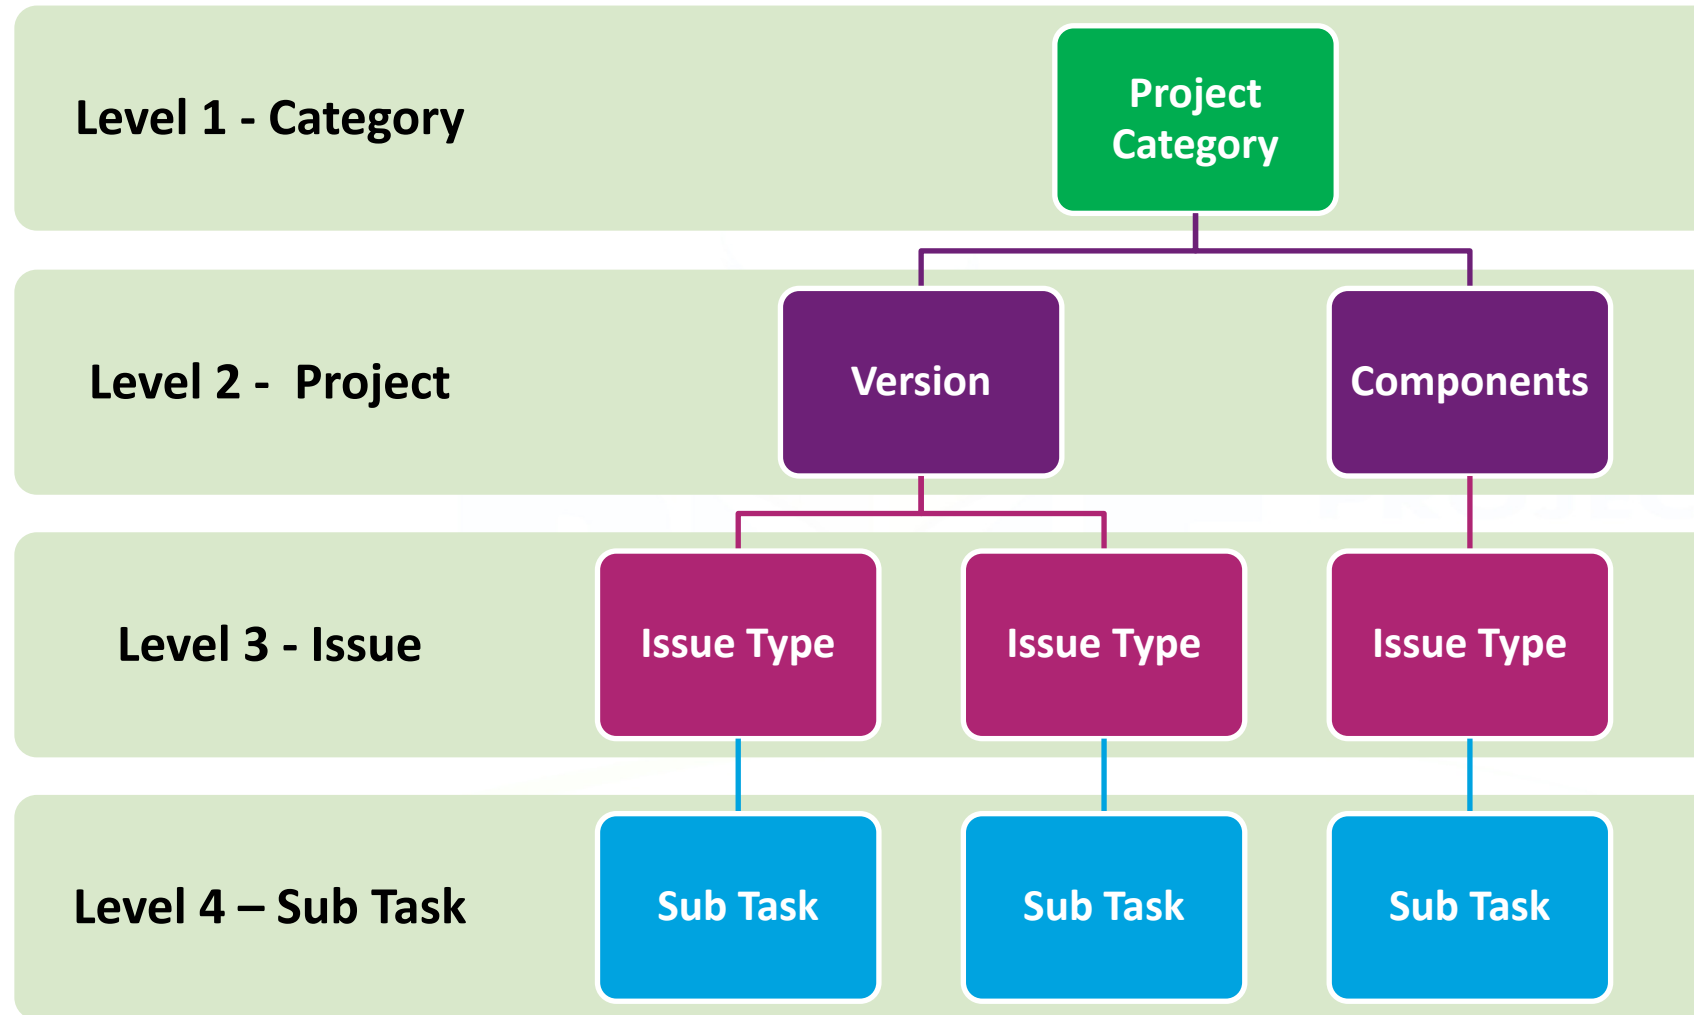 Level 1 - Category
Project
Category
Level 2 -  Project
Version
Components
Level 3 - Issue
Issue Type
Issue Type
Issue Type
Level 4 – Sub Task
Sub Task
Sub Task
Sub Task